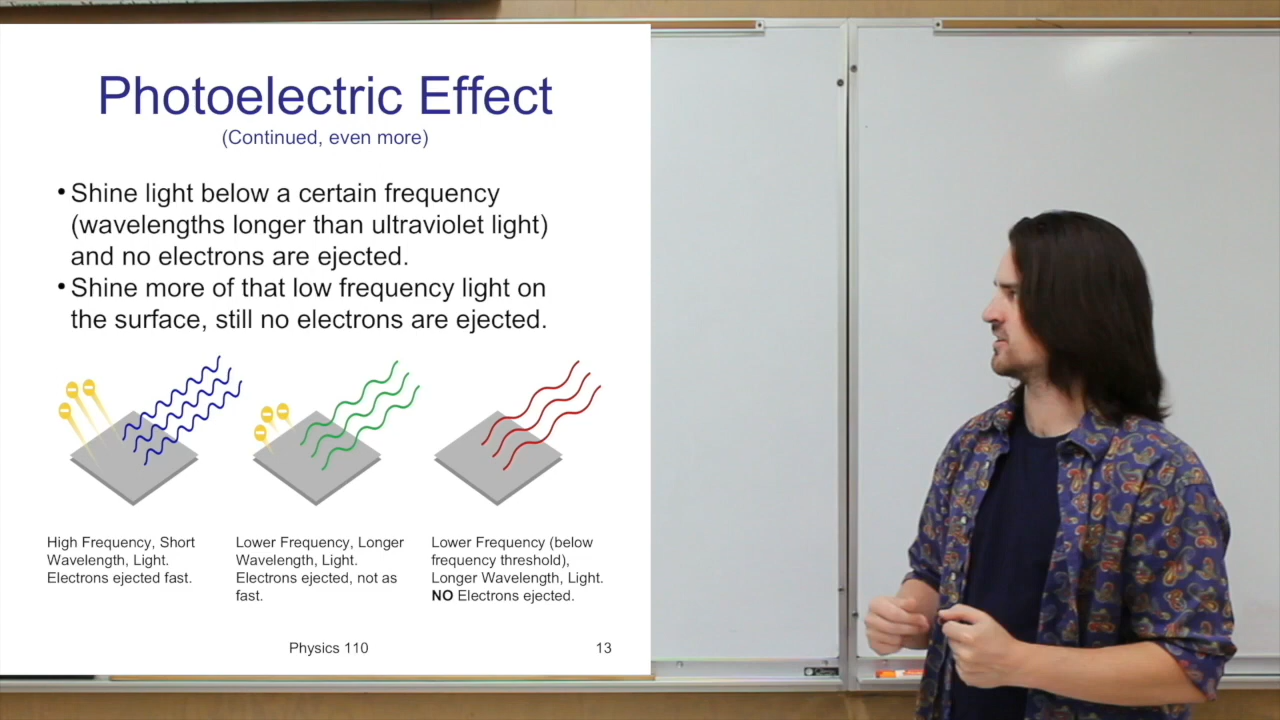 Photoelectric Effect
(Continued, even more)
• Shine light below a certain frequency
(wavelengths longer than ultraviolet light)
and no electrons are ejected.
• Shine more of that low frequency light on
the surface, still no electrons are ejected.
High Frequency, Short
Wavelength, Light.
Electrons ejected fast.
Lower Frequency, Longer
Wavelength, Light.
Electrons ejected, not as
fast.
Lower Frequency (below
frequency threshold),
Longer Wavelength, Light.
NO Electrons ejected.
Physics 110
13